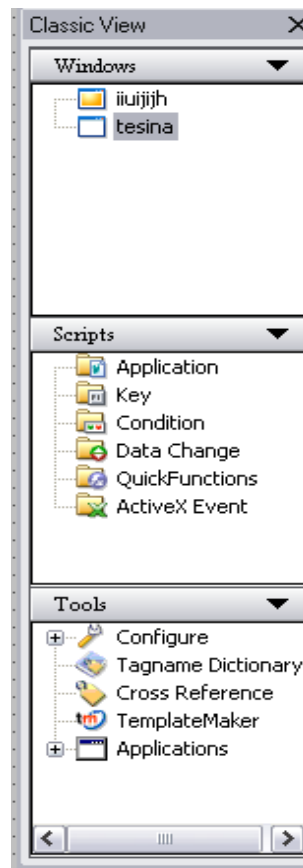 Classic View
Windows
iiuijijh
tesina
Scripts
Application
Key
Condition
Data Change
QuickFunctions
ActiveX Event
Tools
Configure
Tagname Dictionary
Cross Reference
TemplateMaker
Applications